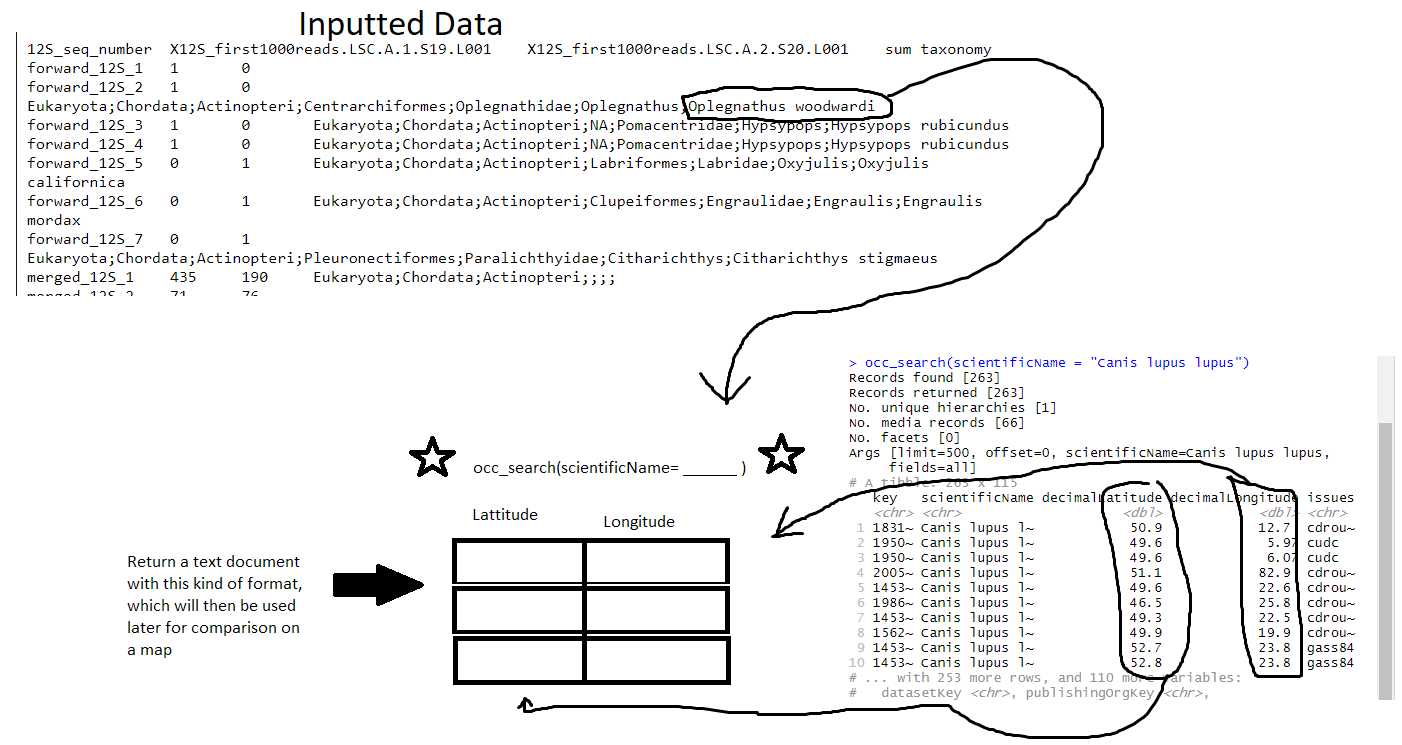 Inputted Data
12S_seq_number X12S_first1000reads.LSC.A.1.S19.L001 X12S_first1000reads.LSC.A.2.S20.L001 sum taxonomy
forward_12S_1 1 0
forward_12S_2 1 0
Eukaryota;Chordata;Actinopteri;Centrarchiformes;Oplegnathidae;Oplegnathus;Oplegnathus woodwardi
forward_12S_3 1 0 Eukaryota;Chordata;Actinopteri;NA;Pomacentridae;Hypsypops;Hypsypops rubicundus
forward_12S_4 1 0 Eukaryota;Chordata;Actinopteri;NA;Pomacentridae;Hypsypops;Hypsypops rubicundus
forward_12S_5 0 1 Eukaryota;Chordata;Actinopteri;Labriformes;Labridae;Oxyjulis;Oxyjulis
californica
forward_12S_6 0 1 Eukaryota;Chordata;Actinopteri;Clupeiformes;Engraulidae;Engraulis;Engraulis
mordax
forward_12S_7 0 1
Eukaryota;Chordata;Actinopteri;Pleuronectiformes;Paralichthyidae;Citharichthys;Citharichthys stigmaeus
merged_12S_1 435 190 Eukaryota;Chordata;Actinopteri;;;;
merged_12S_2 71 76
> occ_search(scientificName = "Canis lupus lupus")
Records found [263]
Records returned [263]
No. unique hierarchies [1]
No. media records [66]
No. facets [0]
Args [limit=500, offset=0, scientificName=Canis lupus lupus,
fields=all]
# A tibble: 263 x 115
key scientificName decimalLatitude decimalLongitude issues
<chr> <chr> <dbl> <dbl> <chr>
1 1831~ Canis lupus l~ 50.9 12.7 cdrou~
2 1950~ Canis lupus l~ 49.6 5.97 cudc
3 1950~ Canis lupus l~ 49.6 6.07 cudc
4 2005~ Canis lupus l~ 51.1 82.9 cdrou~
5 1453~ Canis lupus l~ 49.6 22.6 cdrou~
6 1986~ Canis lupus l~ 46.5 25.8 cdrou~
7 1453~ Canis lupus l~ 49.3 22.5 cdrou~
8 1562~ Canis lupus l~ 49.9 19.9 cdrou~
9 1453~ Canis lupus l~ 52.7 23.8 gass84
10 1453~ Canis lupus l~ 52.8 23.8 gass84
# ... with 253 more rows, and 110 more variables:
# datasetKey <chr>, publishingOrgKey <chr>,
occ_search(scientificName= ______ )
Lattitude Longitude
Return a text document
with this kind of format,
which will then be used
later for comparison on
a map